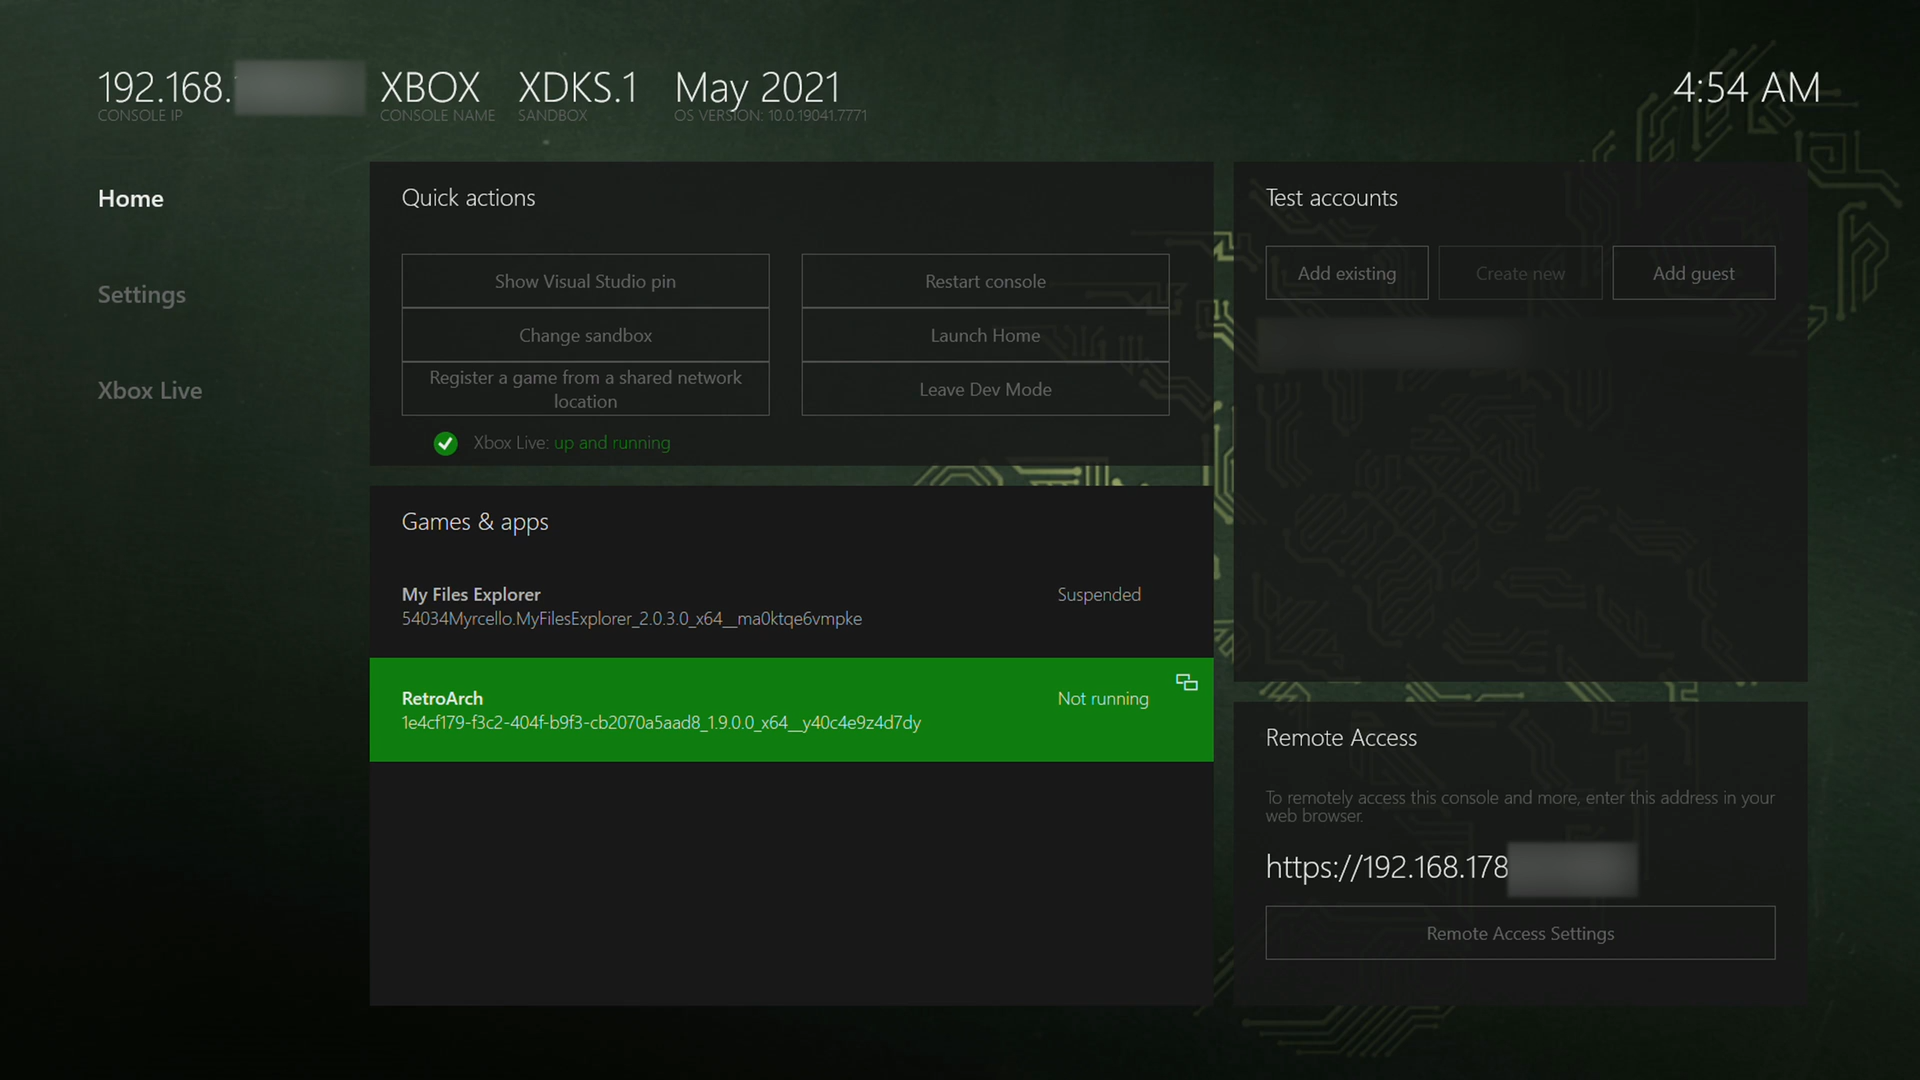 192.168. XBOX XDKS.1 May 2021 4:54 AM
CONSOLE IP CONSOLE NAME SANDBOX OS VERSION: 10.0.19041.7771
Home
Settings
Xbox Live
Quick actions
Show Visual Studio pin
Change sandbox
Register a game from a shared network
location
Restart console
Launch Home
Leave Dev Mode
Xbox Live: up and running
Games & apps
My Files Explorer Suspended
54034Myrcello.MyFilesExplorer_2.0.3.0_x64__ma0ktqe6vmpke
RetroArch Not running
1e4cf179-f3c2-404f-b9f3-cb2070a5aad8_1.9.0.0_x64__y40c4e9z4d7dy
Test accounts
Add existing Create new Add guest
Remote Access
To remotely access this console and more, enter this address in your
web browser.
https://192.168.178
Remote Access Settings